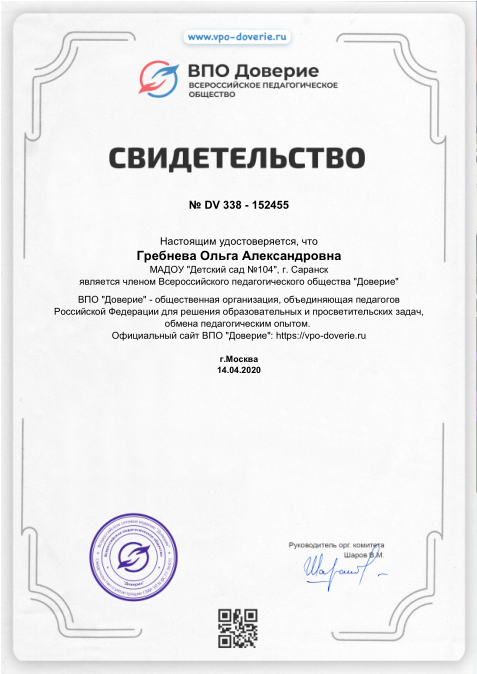 www.vpo-doverie.ru
ВПО Доверие
ВСЕРОССИЙСКОЕ ПЕДАГОГИЧЕСКОЕ
ОБЩЕСТВО
СВИДЕТЕЛЬСТВО
№ DV 338 - 152455
Настоящим удостоверяется, что
Гребнева Ольга Александровна
МАДОУ "Детский сад №104", г. Саранск
является членом Всероссийского педагогического общества "Доверие"
ВПО "Доверие" - общественная организация, объединяющая педагогов
Российской Федерации для решения образовательных и просветительских задач,
обмена педагогическим опытом.
Официальный сайт ВПО "Доверие": https://vpo-doverie.ru
г.Москва
14.04.2020
Руководитель орг. комитета
Шаров В.М.
"Доверие"